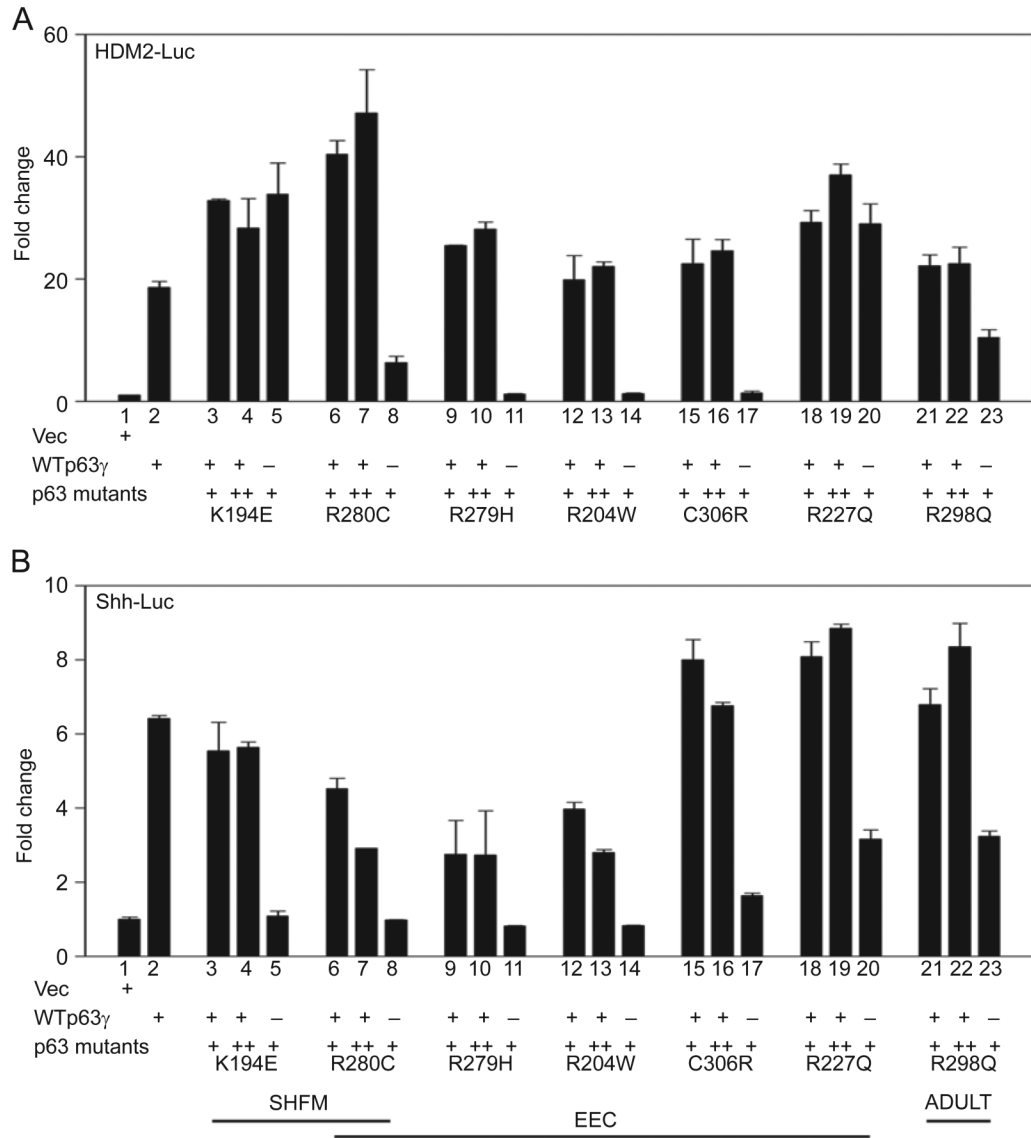 A
60
HDM2-Luc
40
Fold change
20
0
1 2 3 4 5 6 7 8 9 10 11 12 13 14 15 16 17 18 19 20 21 22 23
Vec +
WTp63γ + + + – + + – + + – + + – + + – + + – + + –
p63 mutants + ++ + + ++ + + ++ + + ++ + + ++ + + ++ + + ++ +
K194E R280C R279H R204W C306R R227Q R298Q
B
10
Shh-Luc
8
6
Fold change
4
2
0
1 2 3 4 5 6 7 8 9 10 11 12 13 14 15 16 17 18 19 20 21 22 23
Vec +
WTp63γ + + + – + + – + + – + + – + + – + + – + + –
p63 mutants + ++ + + ++ + + ++ + + ++ + + ++ + + ++ + + ++ +
K194E R280C R279H R204W C306R R227Q R298Q
SHFM EEC ADULT